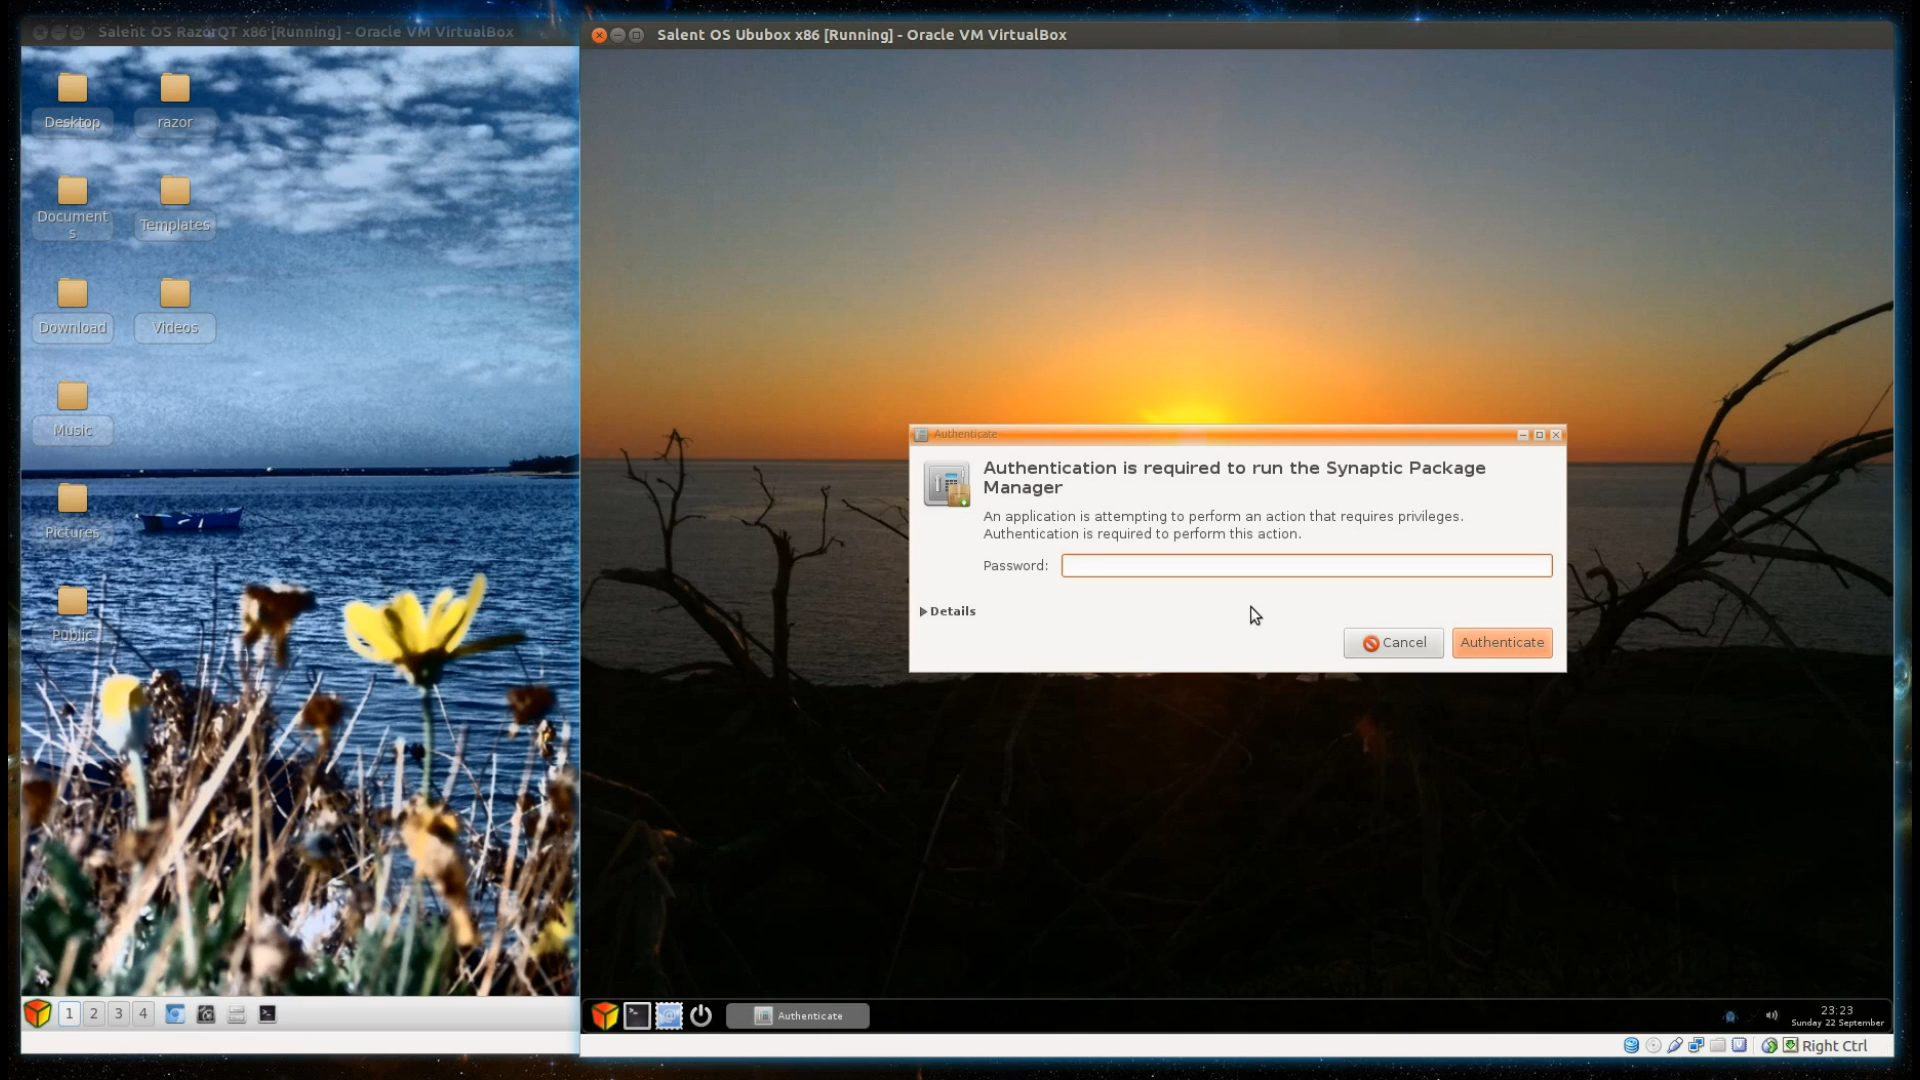 Salent OS RazorQT x86 [Running] - Oracle VM VirtualBox
Desktop
razor
Document
s
Templates
Download
Videos
Music
Pictures
Public
1 2 3 4
Salent OS Ububox x86 [Running] - Oracle VM VirtualBox
Authenticate
Authentication is required to run the Synaptic Package
Manager
An application is attempting to perform an action that requires privileges.
Authentication is required to perform this action.
Password:
Details
Cancel
Authenticate
Authenticate
23:23
Sunday 22 September
Right Ctrl